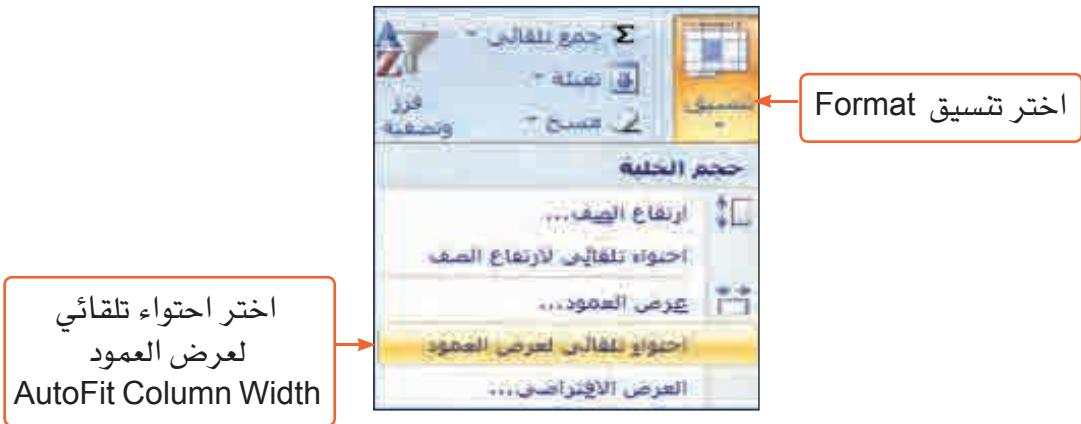 Σ جمع تلقائي
تعبئة
مسح
فرز
وتصفية
تنسيق
اختر تنسيق Format
حجم الخلية
ارتفاع الصف...
احتواء تلقائي لارتفاع الصف
عرض العمود...
احتواء تلقائي لعرض العمود
العرض الافتراضي...
اختر احتواء تلقائي
لعرض العمود
AutoFit Column Width